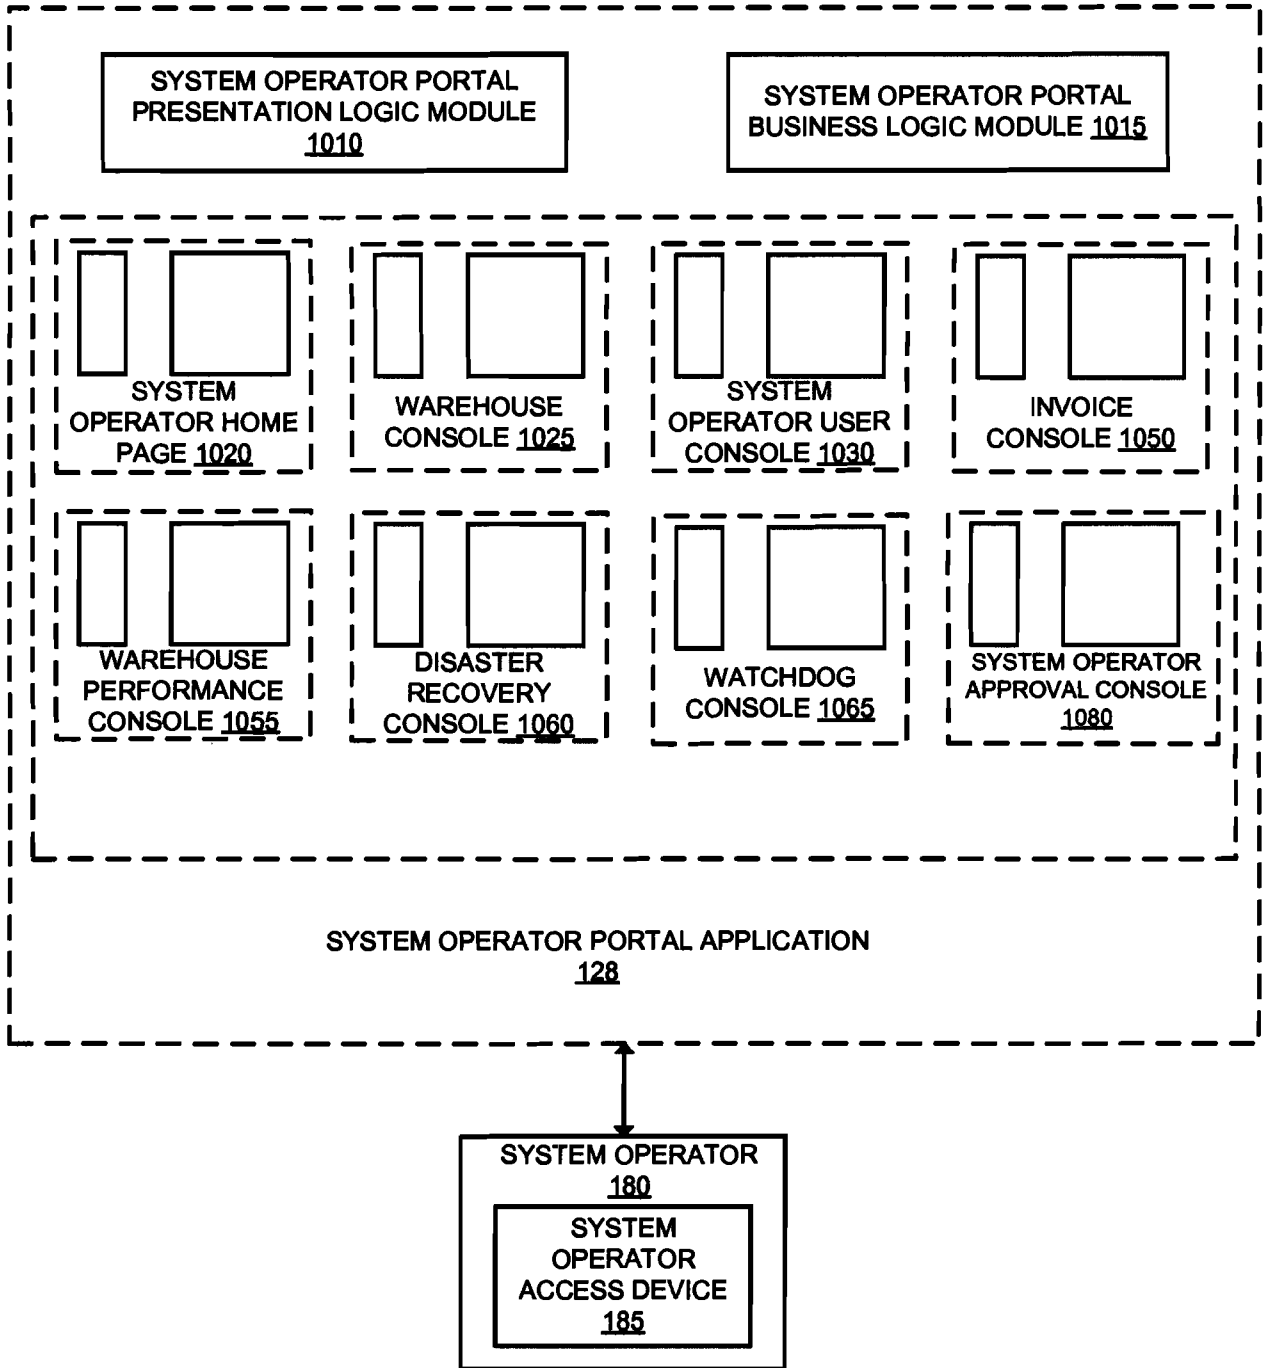 SYSTEM OPERATOR PORTAL
PRESENTATION LOGIC MODULE
1010
SYSTEM OPERATOR PORTAL
BUSINESS LOGIC MODULE 1015
SYSTEM
OPERATOR HOME
PAGE 1020
WAREHOUSE
CONSOLE 1025
SYSTEM
OPERATOR USER
CONSOLE 1030
INVOICE
CONSOLE 1050
WAREHOUSE
PERFORMANCE
CONSOLE 1055
DISASTER
RECOVERY
CONSOLE 1060
WATCHDOG
CONSOLE 1065
SYSTEM OPERATOR
APPROVAL CONSOLE
1080
SYSTEM OPERATOR PORTAL APPLICATION
128
SYSTEM OPERATOR
180
SYSTEM
OPERATOR
ACCESS DEVICE
185